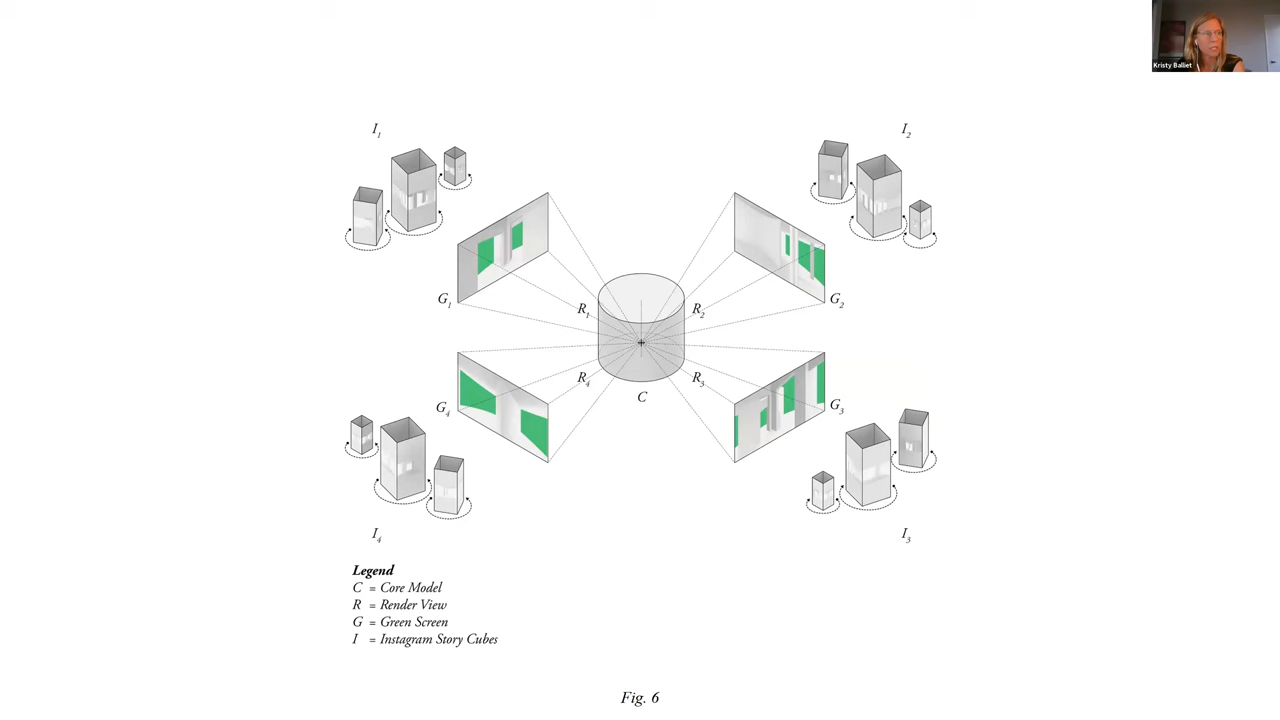 Kristy Balliet
I1
I2
G1
G2
R1
R2
R4
R3
C
G4
G3
I4
I3
Legend
C = Core Model
R = Render View
G = Green Screen
I = Instagram Story Cubes
Fig. 6